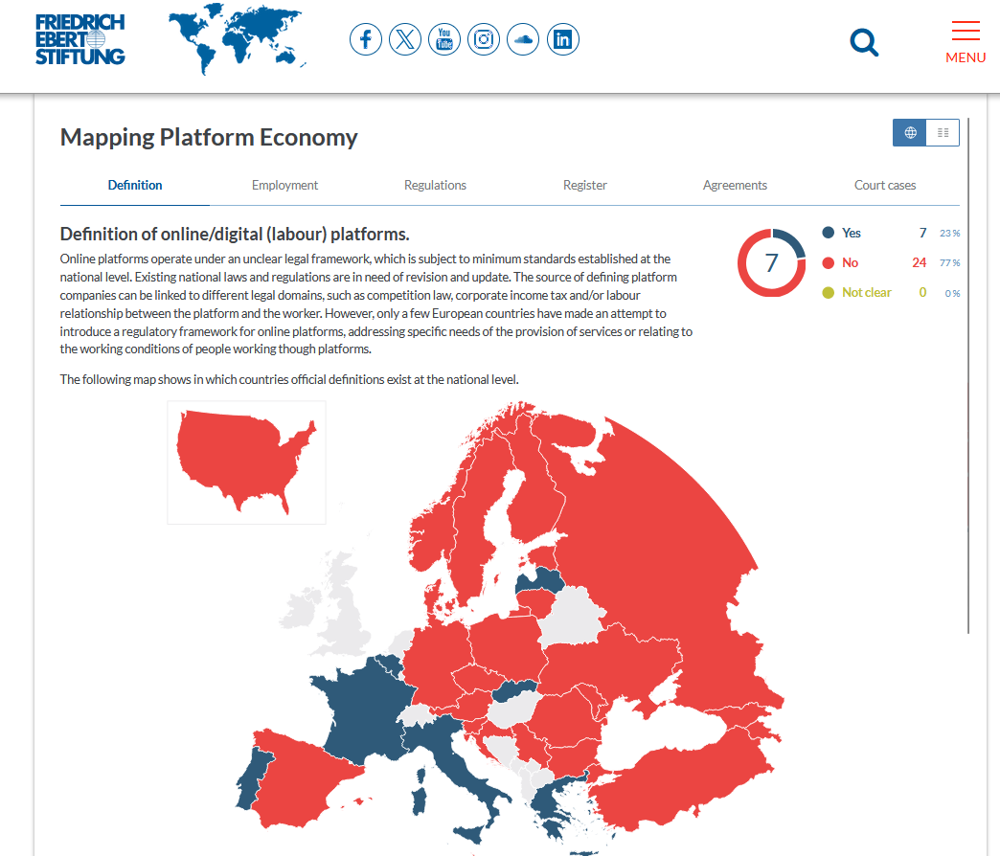 FRIEDRICH
EBERT
STIFTUNG
You
Tube
MENU
Mapping Platform Economy
Definition
Employment
Regulations
Register
Agreements
Court cases
Definition of online/digital (labour) platforms.
Online platforms operate under an unclear legal framework, which is subject to minimum standards established at the
national level. Existing national laws and regulations are in need of revision and update. The source of defining platform
companies can be linked to different legal domains, such as competition law, corporate income tax and/or labour
relationship between the platform and the worker. However, only a few European countries have made an attempt to
introduce a regulatory framework for online platforms, addressing specific needs of the provision of services or relating to
the working conditions of people working though platforms.
The following map shows in which countries official definitions exist at the national level.
7
Yes 7 23 %
No 24 77 %
Not clear 0 0 %